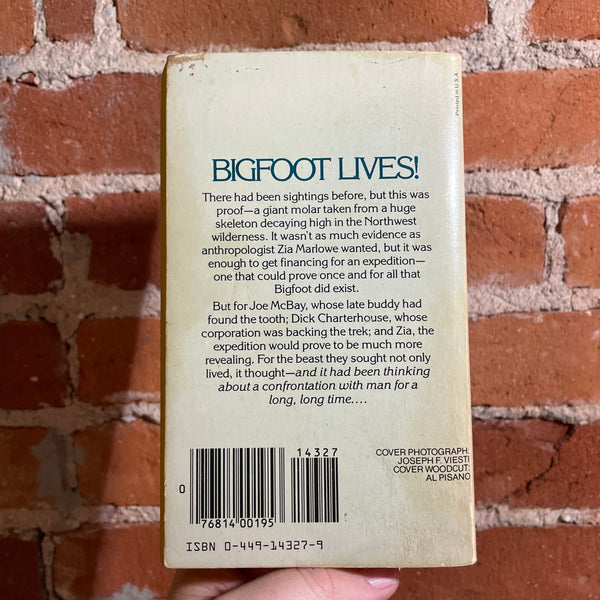 Printed in U.S.A.
BIGFOOT LIVES!
There had been sightings before, but this was
proof—a giant molar taken from a huge
skeleton decaying high in the Northwest
wilderness. It wasn't as much evidence as
anthropologist Zia Marlowe wanted, but it was
enough to get financing for an expedition—
one that could prove once and for all that
Bigfoot did exist.
But for Joe McBay, whose late buddy had
found the tooth; Dick Charterhouse, whose
corporation was backing the trek; and Zia, the
expedition would prove to be much more
revealing. For the beast they sought not only
lived, it thought—and it had been thinking
about a confrontation with man for a
long, long time....
14327
0
76814 00195
ISBN 0-449-14327-9
COVER PHOTOGRAPH:
JOSEPH F. VIESTI
COVER WOODCUT:
AL PISANO